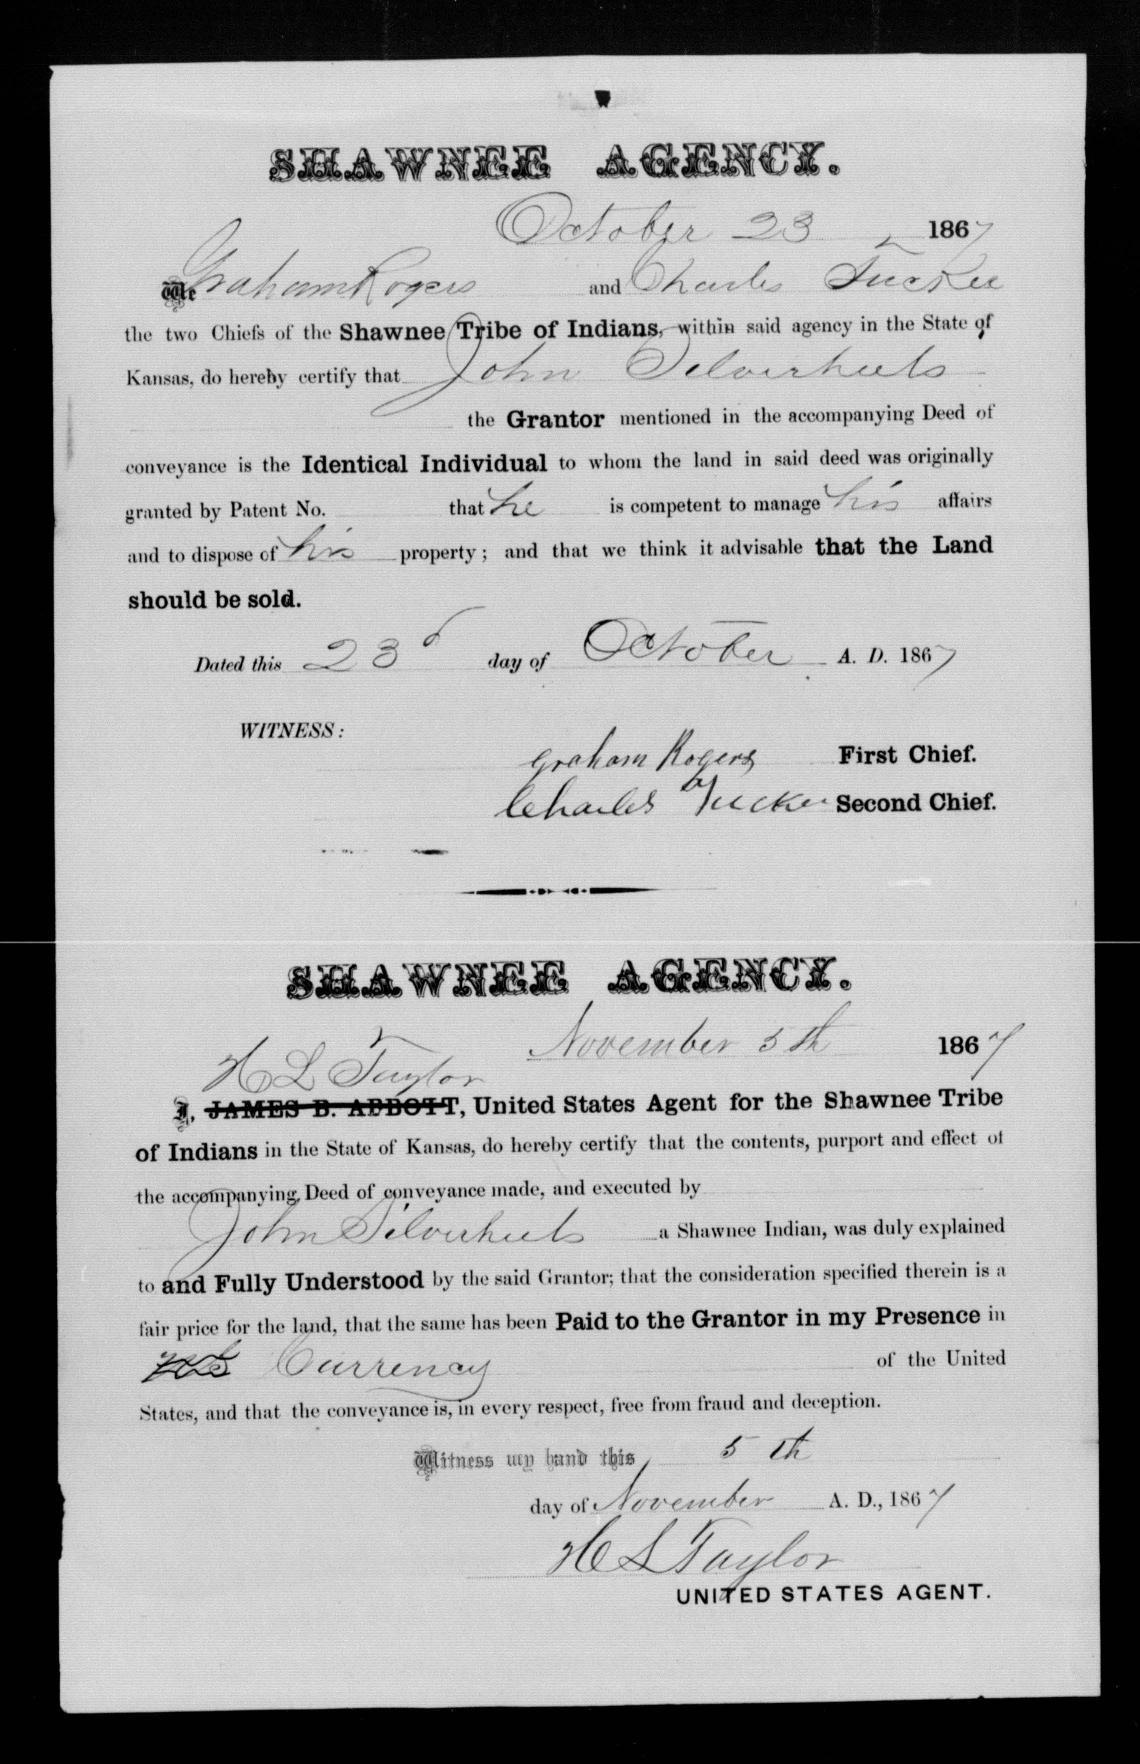 SHAWNEE AGENCY.
October 23 1867
We Graham Rogers and Charles Tucker
the two Chiefs of the Shawnee Tribe of Indians, within said agency in the State of
Kansas, do hereby certify that John Silverheels
the Grantor mentioned in the accompanying Deed of
conveyance is the Identical Individual to whom the land in said deed was originally
granted by Patent No. that he is competent to manage his affairs
and to dispose of his property; and that we think it advisable that the Land
should be sold.
Dated this 23d day of October A. D. 1867
WITNESS:
Graham Rogers First Chief.
Charles Tucker Second Chief.
SHAWNEE AGENCY.
November 5th 1867
H L Taylor
I, JAMES B. ABBOTT, United States Agent for the Shawnee Tribe
of Indians in the State of Kansas, do hereby certify that the contents, purport and effect of
the accompanying Deed of conveyance made, and executed by
John Silverheels a Shawnee Indian, was duly explained
to and Fully Understood by the said Grantor; that the consideration specified therein is a
fair price for the land, that the same has been Paid to the Grantor in my Presence in
Currency of the United
States, and that the conveyance is, in every respect, free from fraud and deception.
Witness my hand this 5th
day of November A. D., 1867
H L Taylor
UNITED STATES AGENT.